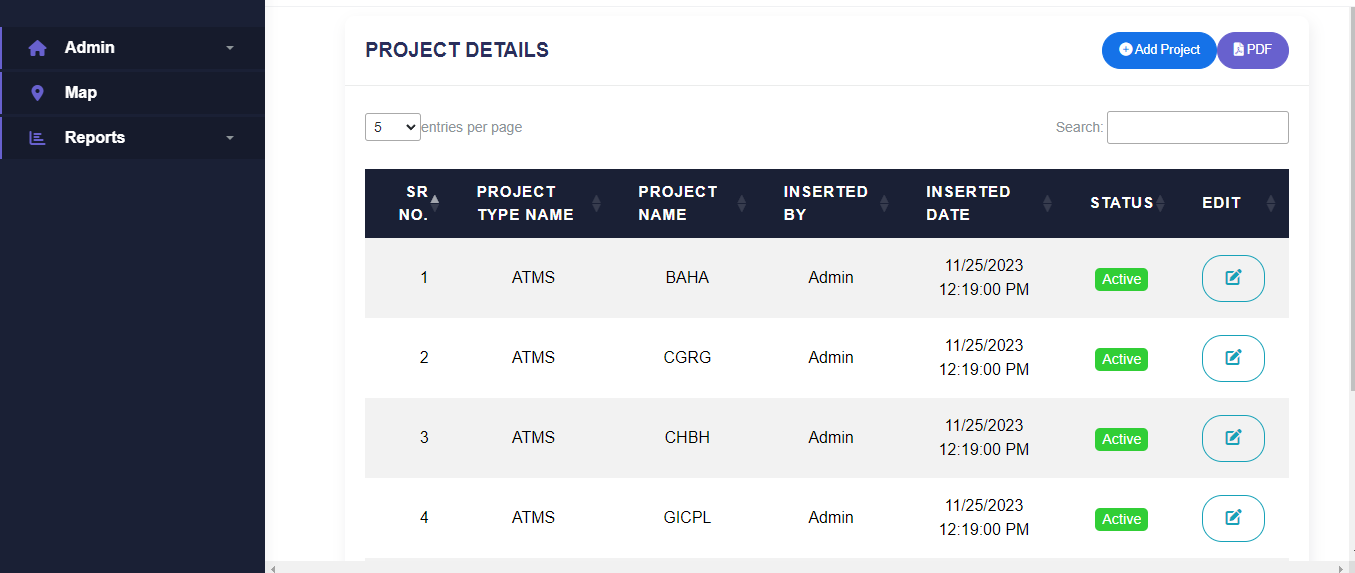 Admin
Map
Reports
PROJECT DETAILS
Add Project
PDF
5 entries per page
Search:
SR NO. PROJECT TYPE NAME PROJECT NAME INSERTED BY INSERTED DATE STATUS EDIT
1 ATMS BAHA Admin 11/25/2023 12:19:00 PM Active
2 ATMS CGRG Admin 11/25/2023 12:19:00 PM Active
3 ATMS CHBH Admin 11/25/2023 12:19:00 PM Active
4 ATMS GICPL Admin 11/25/2023 12:19:00 PM Active